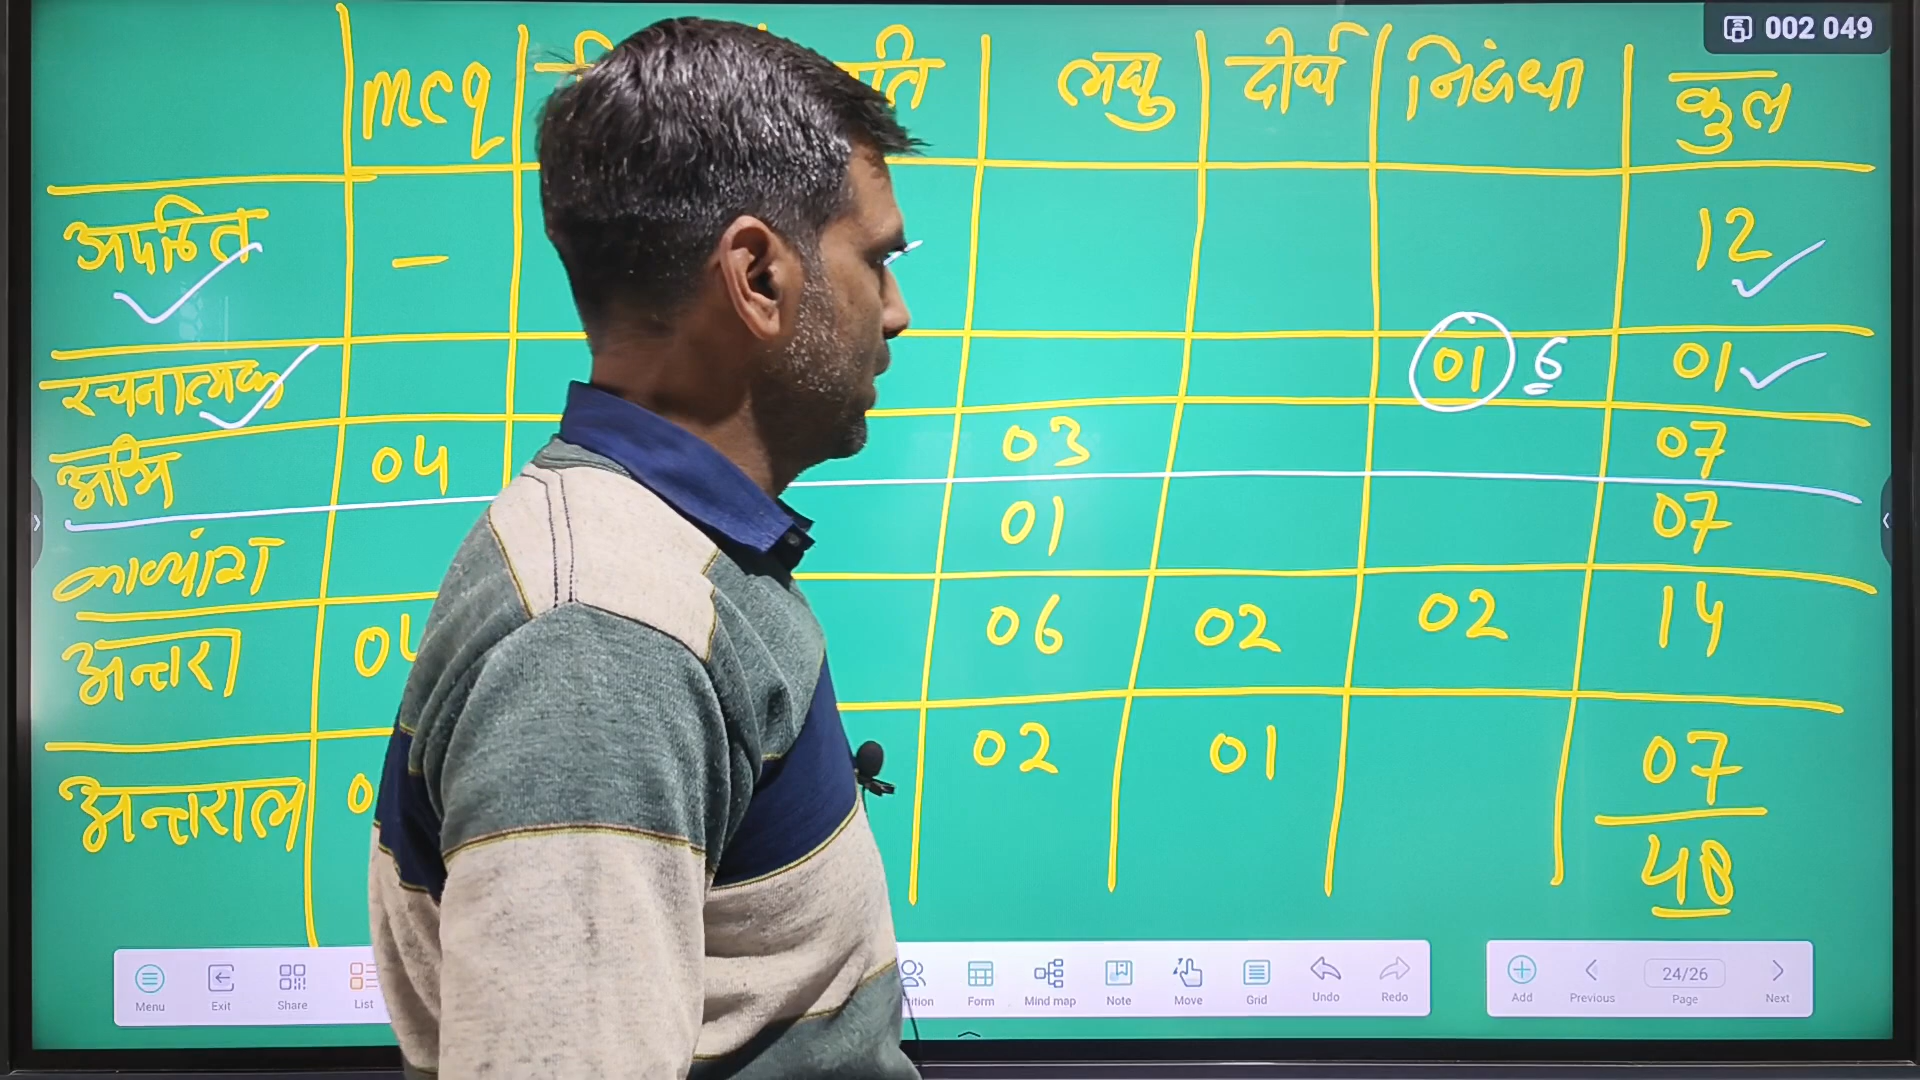 002 049
mcq लघु दीर्घ निबंधा कुल
अपठित — 12
रचनात्मक 01 6 01
अभि 04 03 07
काव्यांश 01 07
अन्तरा 04 06 02 02 14
अन्तराल 02 01 07
48
Menu Exit Share List Form Mind map Note Move Grid Undo Redo Add Previous 24/26 Page Next